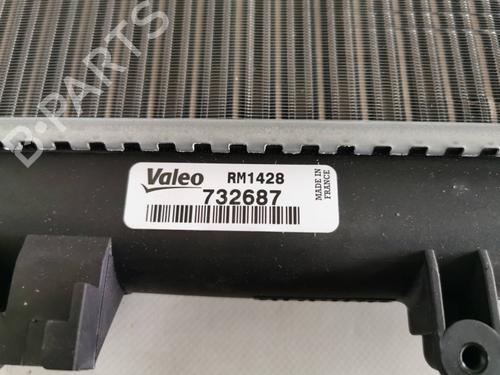 B-PARTS
Valeo RM1428
732687
MADE IN
FRANCE